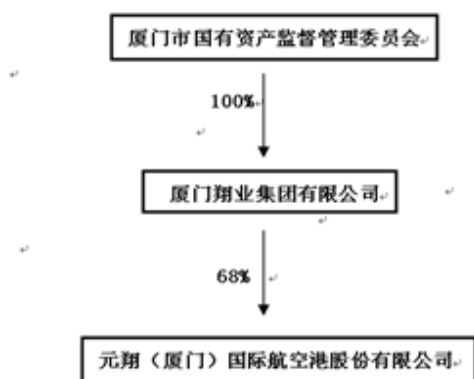 厦门市国有资产监督管理委员会
100%
厦门翔业集团有限公司
68%
元翔（厦门）国际航空港股份有限公司